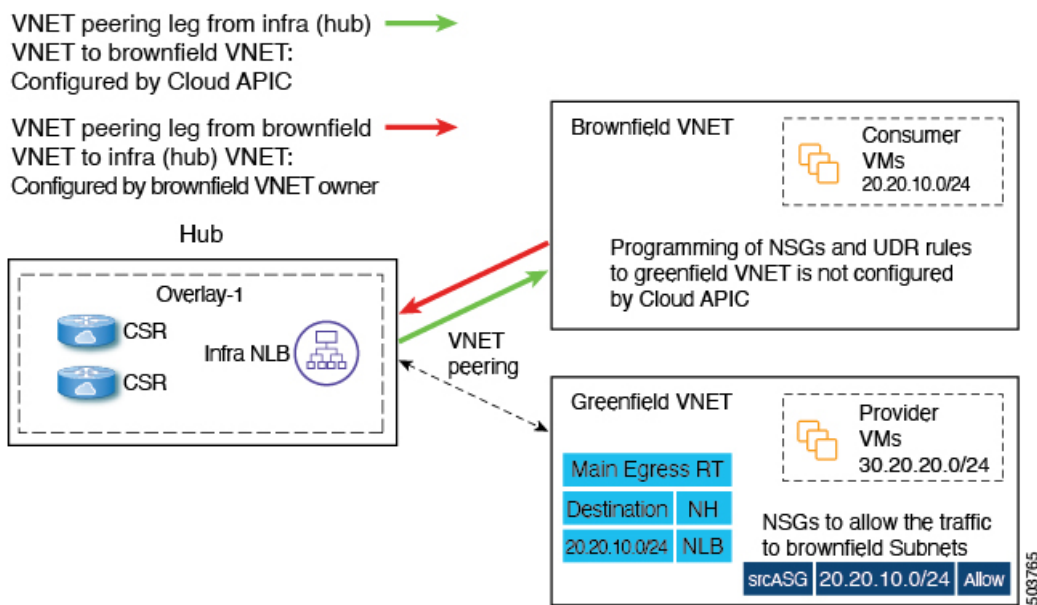 VNET peering leg from infra (hub)
VNET to brownfield VNET:
Configured by Cloud APIC
VNET peering leg from brownfield
VNET to infra (hub) VNET:
Configured by brownfield VNET owner
Hub
Overlay-1
CSR
Infra NLB
CSR
VNET
peering
Brownfield VNET
Consumer
VMs
20.20.10.0/24
Programming of NSGs and UDR rules
to greenfield VNET is not configured
by Cloud APIC
Greenfield VNET
Provider
VMs
30.20.20.0/24
Main Egress RT
Destination NH
20.20.10.0/24 NLB
NSGs to allow the traffic
to brownfield Subnets
srcASG 20.20.10.0/24 Allow
503765